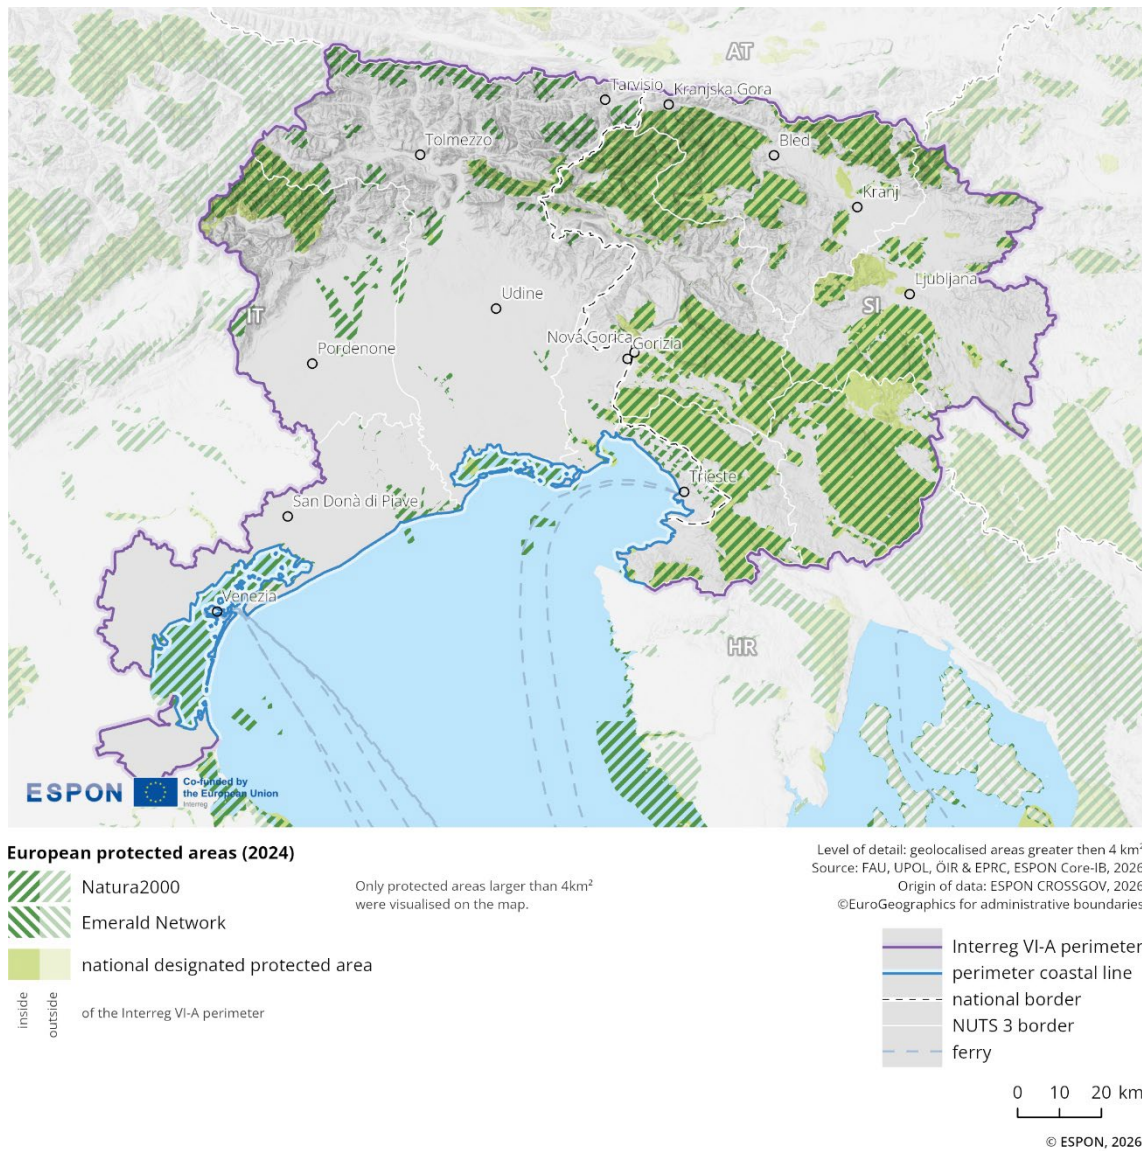 AT
Tarvisio
Kranjska Gora
Tolmezzo
Bled
Kranj
Ljubljana
SI
Udine
IT
Nova Gorica
Gorizia
Pordenone
Trieste
San Donà di Piave
Venezia
HR
ESPON
Co-funded by
the European Union
Interreg
European protected areas (2024)
Natura2000
Emerald Network
national designated protected area
inside
outside
of the Interreg VI-A perimeter
Only protected areas larger than 4km²
were visualised on the map.
Level of detail: geolocalised areas greater then 4 km²
Source: FAU, UPOL, ÖIR & EPRC, ESPON Core-IB, 2026
Origin of data: ESPON CROSSGOV, 2026
©EuroGeographics for administrative boundaries
Interreg VI-A perimeter
perimeter coastal line
national border
NUTS 3 border
ferry
0 10 20 km
© ESPON, 2026